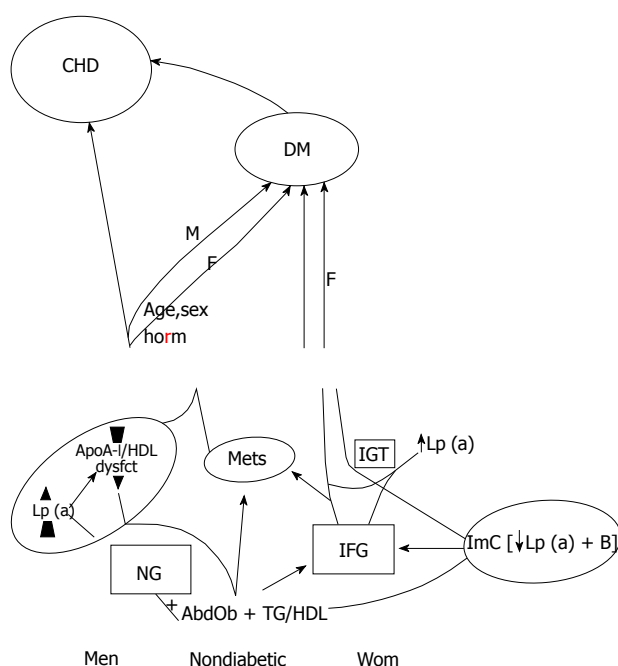 CHD
DM
M
F
F
Age,sex
horm
ApoA-I/HDL
dysfct
Lp (a)
Mets
IGT
↑Lp (a)
NG
IFG
ImC [↓Lp (a) + B]
+
AbdOb + TG/HDL
Men Nondiabetic Wom